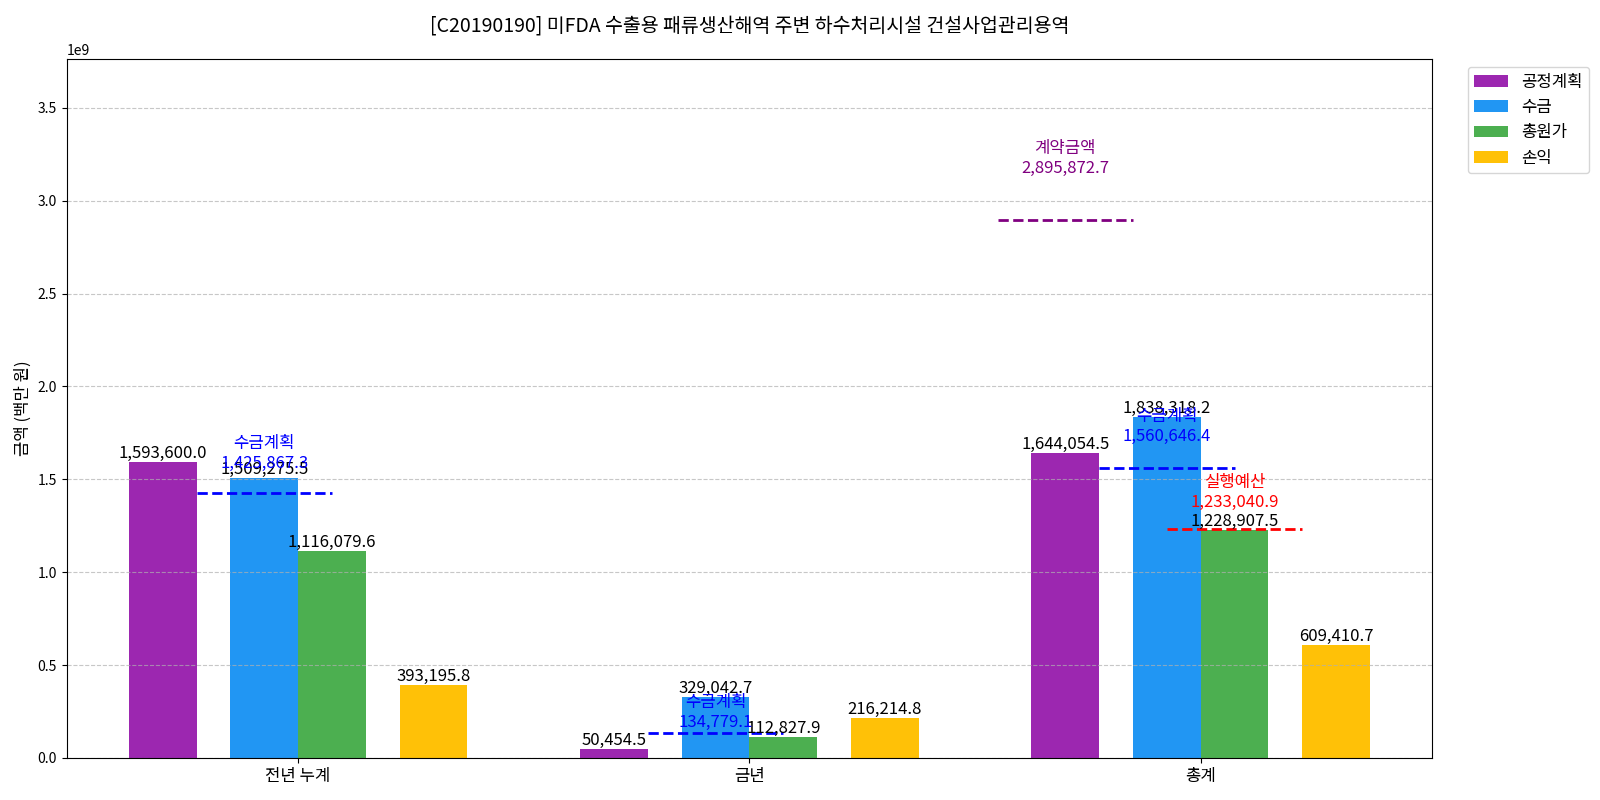 [C20190190] 미FDA 수출용 패류생산해역 주변 하수처리시설 건설사업관리용역
1e9
공정계획
수금
총원가
손익
금액 (백만 원)
3.5
3.0
2.5
2.0
1.5
1.0
0.5
0.0
계약금액
2,895,872.7
1,593,600.0
수금계획
1,425,867.3
1,509,275.5
1,116,079.6
393,195.8
50,454.5
329,042.7
수금계획
134,779.1
112,827.9
216,214.8
1,644,054.5
1,838,318.2
수금계획
1,560,646.4
실행예산
1,233,040.9
1,228,907.5
609,410.7
전년 누계
금년
총계